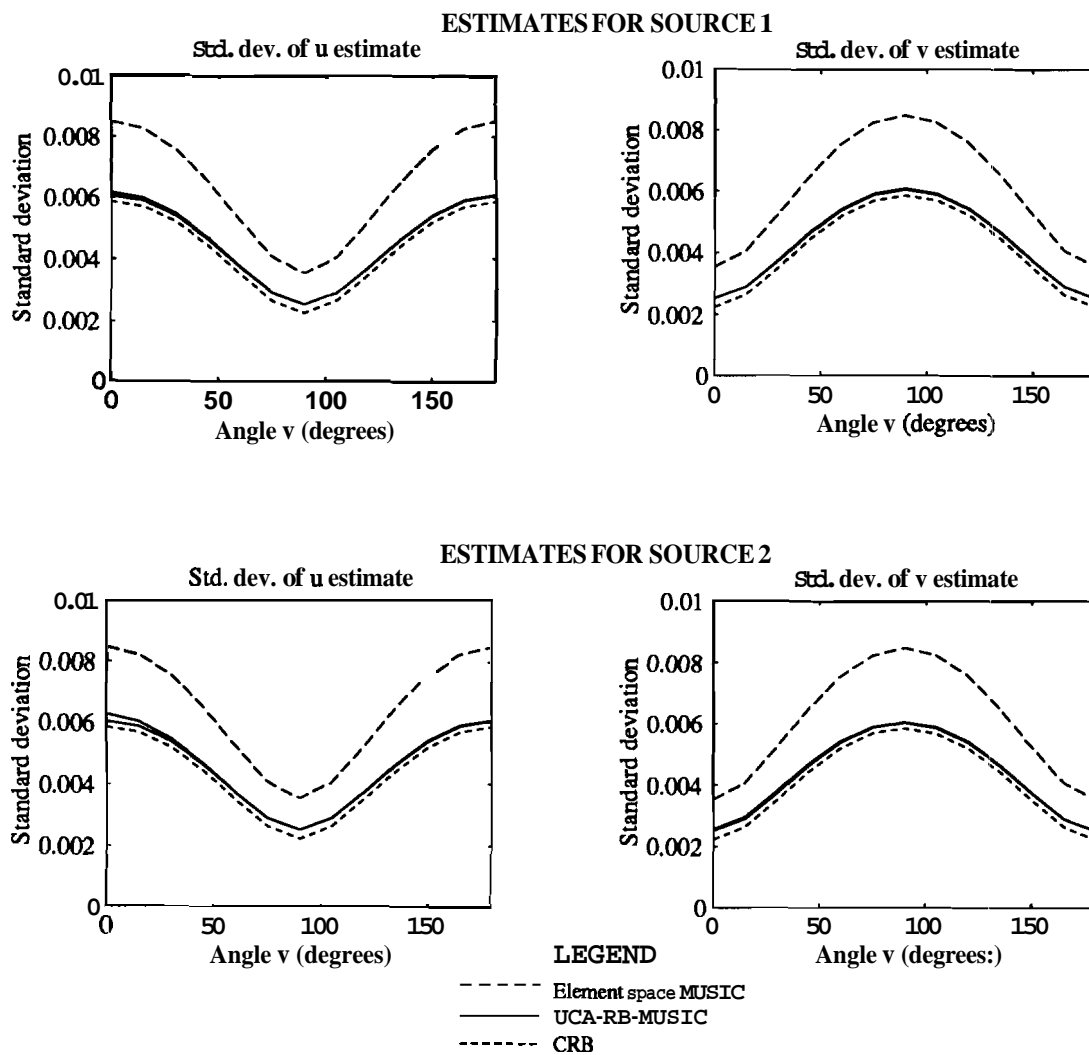 ESTIMATES FOR SOURCE 1
Std. dev. of u estimate
Std. dev. of v estimate
Standard deviation
0.01
0.008
0.006
0.004
0.002
0
0 50 100 150
Angle v (degrees)
Standard deviation
0.01
0.008
0.006
0.004
0.002
0
0 50 100 150
Angle v (degrees)
ESTIMATES FOR SOURCE 2
Std. dev. of u estimate
Std. dev. of v estimate
Standard deviation
0.01
0.008
0.006
0.004
0.002
0
0 50 100 150
Angle v (degrees)
Standard deviation
0.01
0.008
0.006
0.004
0.002
0
0 50 100 150
Angle v (degrees:)
LEGEND
Element space MUSIC
UCA-RB-MUSIC
CRB